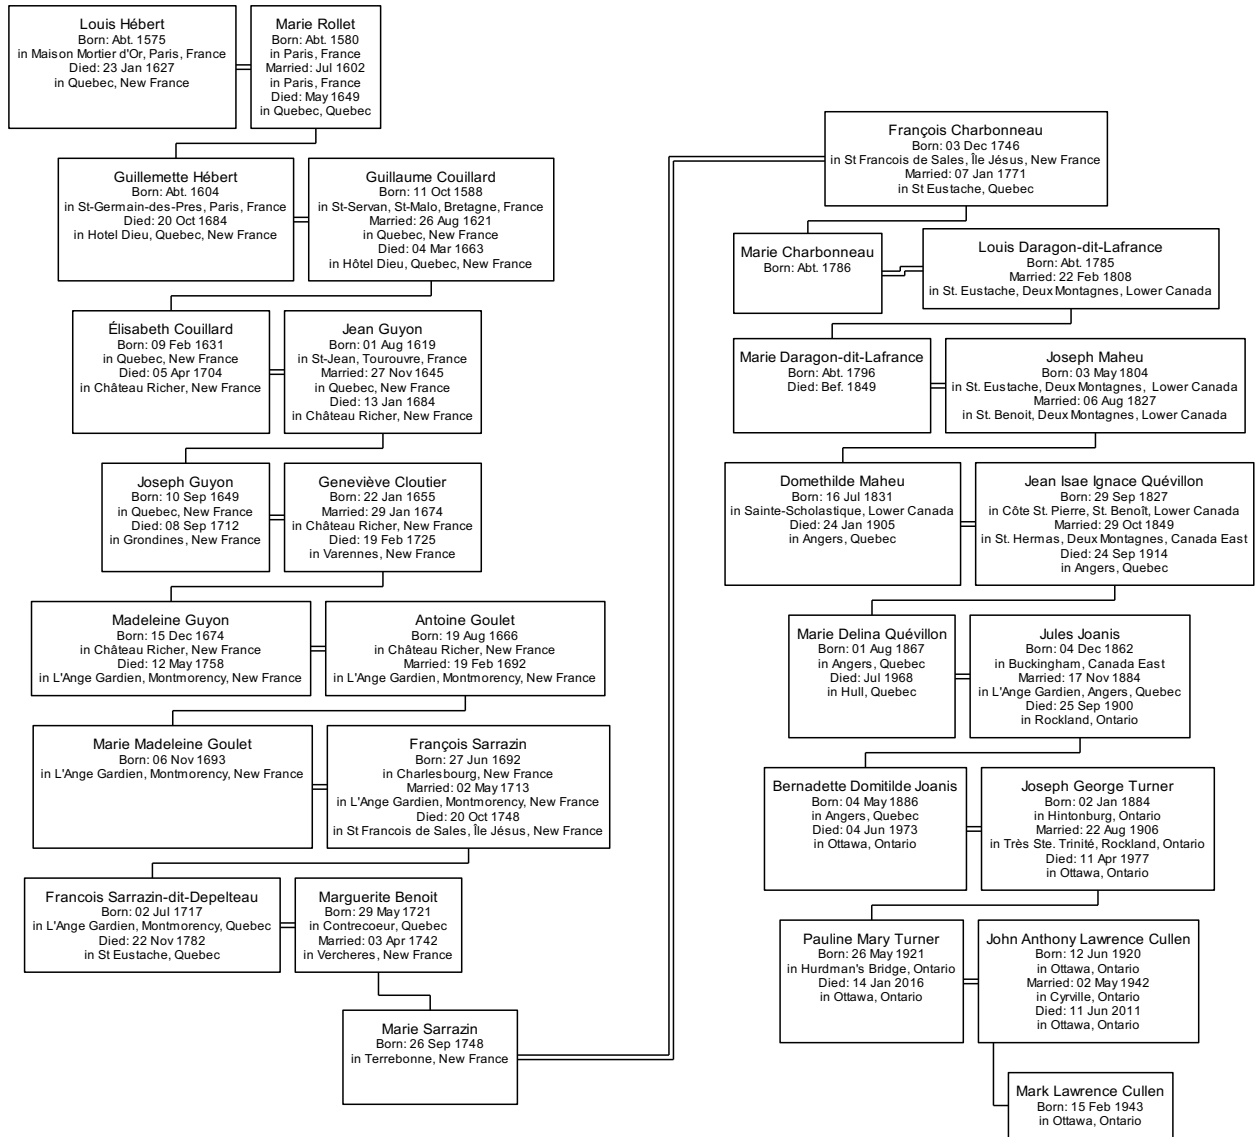 Louis Hébert
Born: Abt. 1575
in Maison Mortier d'Or, Paris, France
Died: 23 Jan 1627
in Quebec, New France
Marie Rollet
Born: Abt. 1580
in Paris, France
Married: Jul 1602
in Paris, France
Died: May 1649
in Quebec, Quebec
Guillemette Hébert
Born: Abt. 1604
in St-Germain-des-Pres, Paris, France
Died: 20 Oct 1684
in Hotel Dieu, Quebec, New France
Guillaume Couillard
Born: 11 Oct 1588
in St-Servan, St-Malo, Bretagne, France
Married: 26 Aug 1621
in Quebec, New France
Died: 04 Mar 1663
in Hôtel Dieu, Quebec, New France
Élisabeth Couillard
Born: 09 Feb 1631
in Quebec, New France
Died: 05 Apr 1704
in Château Richer, New France
Jean Guyon
Born: 01 Aug 1619
in St-Jean, Tourouvre, France
Married: 27 Nov 1645
in Quebec, New France
Died: 13 Jan 1684
in Château Richer, New France
Joseph Guyon
Born: 10 Sep 1649
in Quebec, New France
Died: 08 Sep 1712
in Grondines, New France
Geneviève Cloutier
Born: 22 Jan 1655
Married: 29 Jan 1674
in Château Richer, New France
Died: 19 Feb 1725
in Varennes, New France
Madeleine Guyon
Born: 15 Dec 1674
in Château Richer, New France
Died: 12 May 1758
in L'Ange Gardien, Montmorency, New France
Antoine Goulet
Born: 19 Aug 1666
in Château Richer, New France
Married: 19 Feb 1692
in L'Ange Gardien, Montmorency, New France
Marie Madeleine Goulet
Born: 06 Nov 1693
in L'Ange Gardien, Montmorency, New France
François Sarrazin
Born: 27 Jun 1692
in Charlesbourg, New France
Married: 02 May 1713
in L'Ange Gardien, Montmorency, New France
Died: 20 Oct 1748
in St Francois de Sales, Île Jésus, New France
Francois Sarrazin-dit-Depelteau
Born: 02 Jul 1717
in L'Ange Gardien, Montmorency, Quebec
Died: 22 Nov 1782
in St Eustache, Quebec
Marguerite Benoit
Born: 29 May 1721
in Contrecoeur, Quebec
Married: 03 Apr 1742
in Vercheres, New France
Marie Sarrazin
Born: 26 Sep 1748
in Terrebonne, New France
François Charbonneau
Born: 03 Dec 1746
in St Francois de Sales, Île Jésus, New France
Married: 07 Jan 1771
in St Eustache, Quebec
Marie Charbonneau
Born: Abt. 1786
Louis Daragon-dit-Lafrance
Born: Abt. 1785
Married: 22 Feb 1808
in St. Eustache, Deux Montagnes, Lower Canada
Marie Daragon-dit-Lafrance
Born: Abt. 1796
Died: Bef. 1849
Joseph Maheu
Born: 03 May 1804
in St. Eustache, Deux Montagnes, Lower Canada
Married: 06 Aug 1827
in St. Benoit, Deux Montagnes, Lower Canada
Domethilde Maheu
Born: 16 Jul 1831
in Sainte-Scholastique, Lower Canada
Died: 24 Jan 1905
in Angers, Quebec
Jean Isae Ignace Quévillon
Born: 29 Sep 1827
in Côte St. Pierre, St. Benoît, Lower Canada
Married: 29 Oct 1849
in St. Hermas, Deux Montagnes, Canada East
Died: 24 Sep 1914
in Angers, Quebec
Marie Delina Quévillon
Born: 01 Aug 1867
in Angers, Quebec
Died: Jul 1968
in Hull, Quebec
Jules Joanis
Born: 04 Dec 1862
in Buckingham, Canada East
Married: 17 Nov 1884
in L'Ange Gardien, Angers, Quebec
Died: 25 Sep 1900
in Rockland, Ontario
Bernadette Domitilde Joanis
Born: 04 May 1886
in Angers, Quebec
Died: 04 Jun 1973
in Ottawa, Ontario
Joseph George Turner
Born: 02 Jan 1884
in Hintonburg, Ontario
Married: 22 Aug 1906
in Très Ste. Trinité, Rockland, Ontario
Died: 11 Apr 1977
in Ottawa, Ontario
Pauline Mary Turner
Born: 26 May 1921
in Hurdman's Bridge, Ontario
Died: 14 Jan 2016
in Ottawa, Ontario
John Anthony Lawrence Cullen
Born: 12 Jun 1920
in Ottawa, Ontario
Married: 02 May 1942
in Cyrville, Ontario
Died: 11 Jun 2011
in Ottawa, Ontario
Mark Lawrence Cullen
Born: 15 Feb 1943
in Ottawa, Ontario